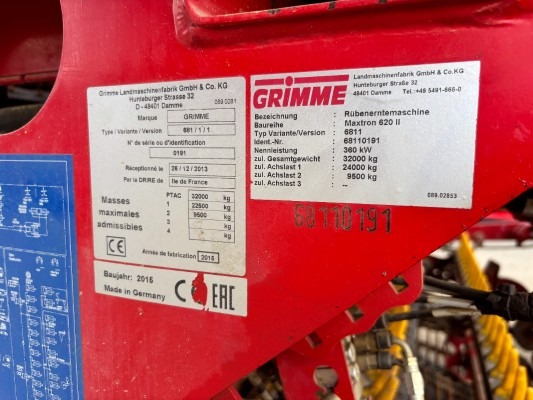 Grimme Landmaschinenfabrik GmbH & Co. KG
Hunteburger Strasse 32
D - 49401 Damme
089.0281
Marque GRIMME
Type / Variante / Version 681 / 1 / 1
N° de série ou d'identification
0191
Receptionné le 26 / 12 / 2013
Par la DRIRE de Ile de France
Masses maximales admissibles
PTAC 32000 kg
1 22500 kg
2 9500 kg
3 kg
4 kg
CE
Année de fabrication 2015
Baujahr: 2015
Made in Germany
CE
EAC
GRIMME
Landmaschinenfabrik GmbH & Co. KG
Hunteburger Straße 32
49401 Damme Tel.:+49 5491-666-0
Bezeichnung : Rübenerntemaschine
Baureihe : Maxtron 620 II
Typ Variante/Version : 6811
Ident.-Nr. : 68110191
Nennleistung : 360 kW
zul. Gesamtgewicht : 32000 kg
zul. Achslast 1 : 24000 kg
zul. Achslast 2 : 9500 kg
zul. Achslast 3 : --
089.02853
68110191